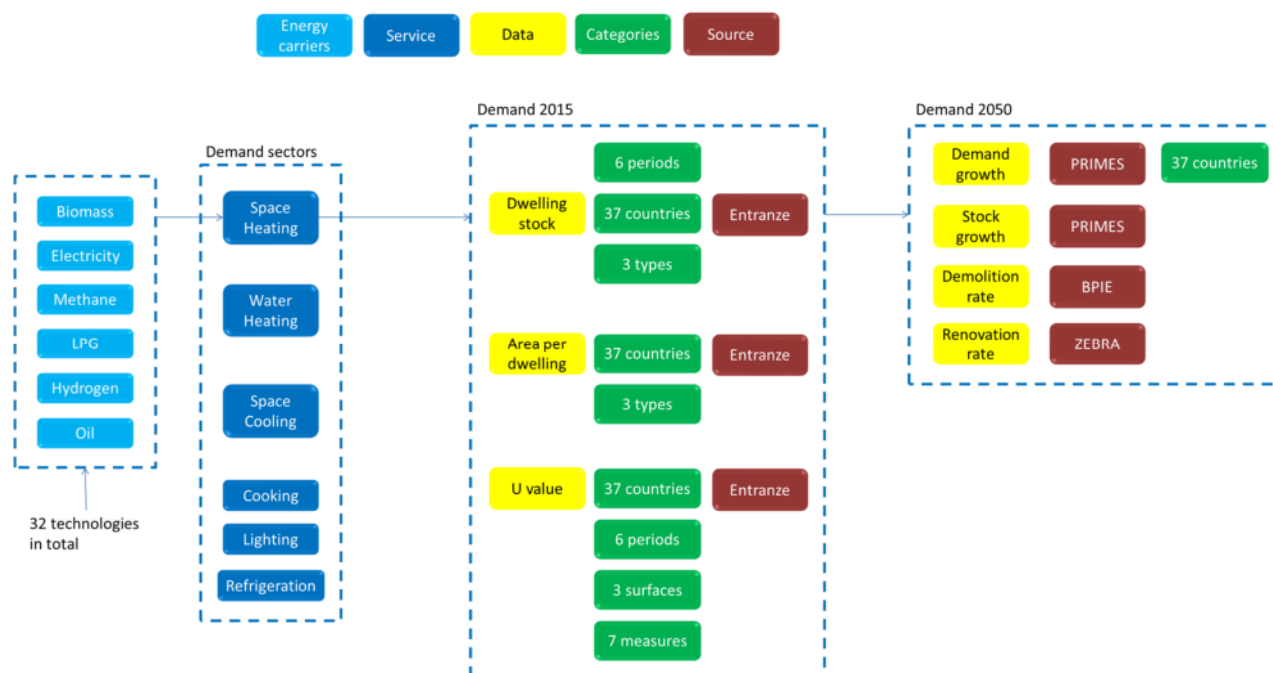 Energy
carriers
Service
Data
Categories
Source
Demand sectors
Demand 2015
Demand 2050
Biomass
Electricity
Methane
LPG
Hydrogen
Oil
32 technologies
in total
Space
Heating
Water
Heating
Space
Cooling
Cooking
Lighting
Refrigeration
Dwelling
stock
6 periods
37 countries
3 types
Entranze
Area per
dwelling
37 countries
3 types
Entranze
U value
37 countries
6 periods
3 surfaces
7 measures
Entranze
Demand
growth
PRIMES
37 countries
Stock
growth
PRIMES
Demolition
rate
BPIE
Renovation
rate
ZEBRA